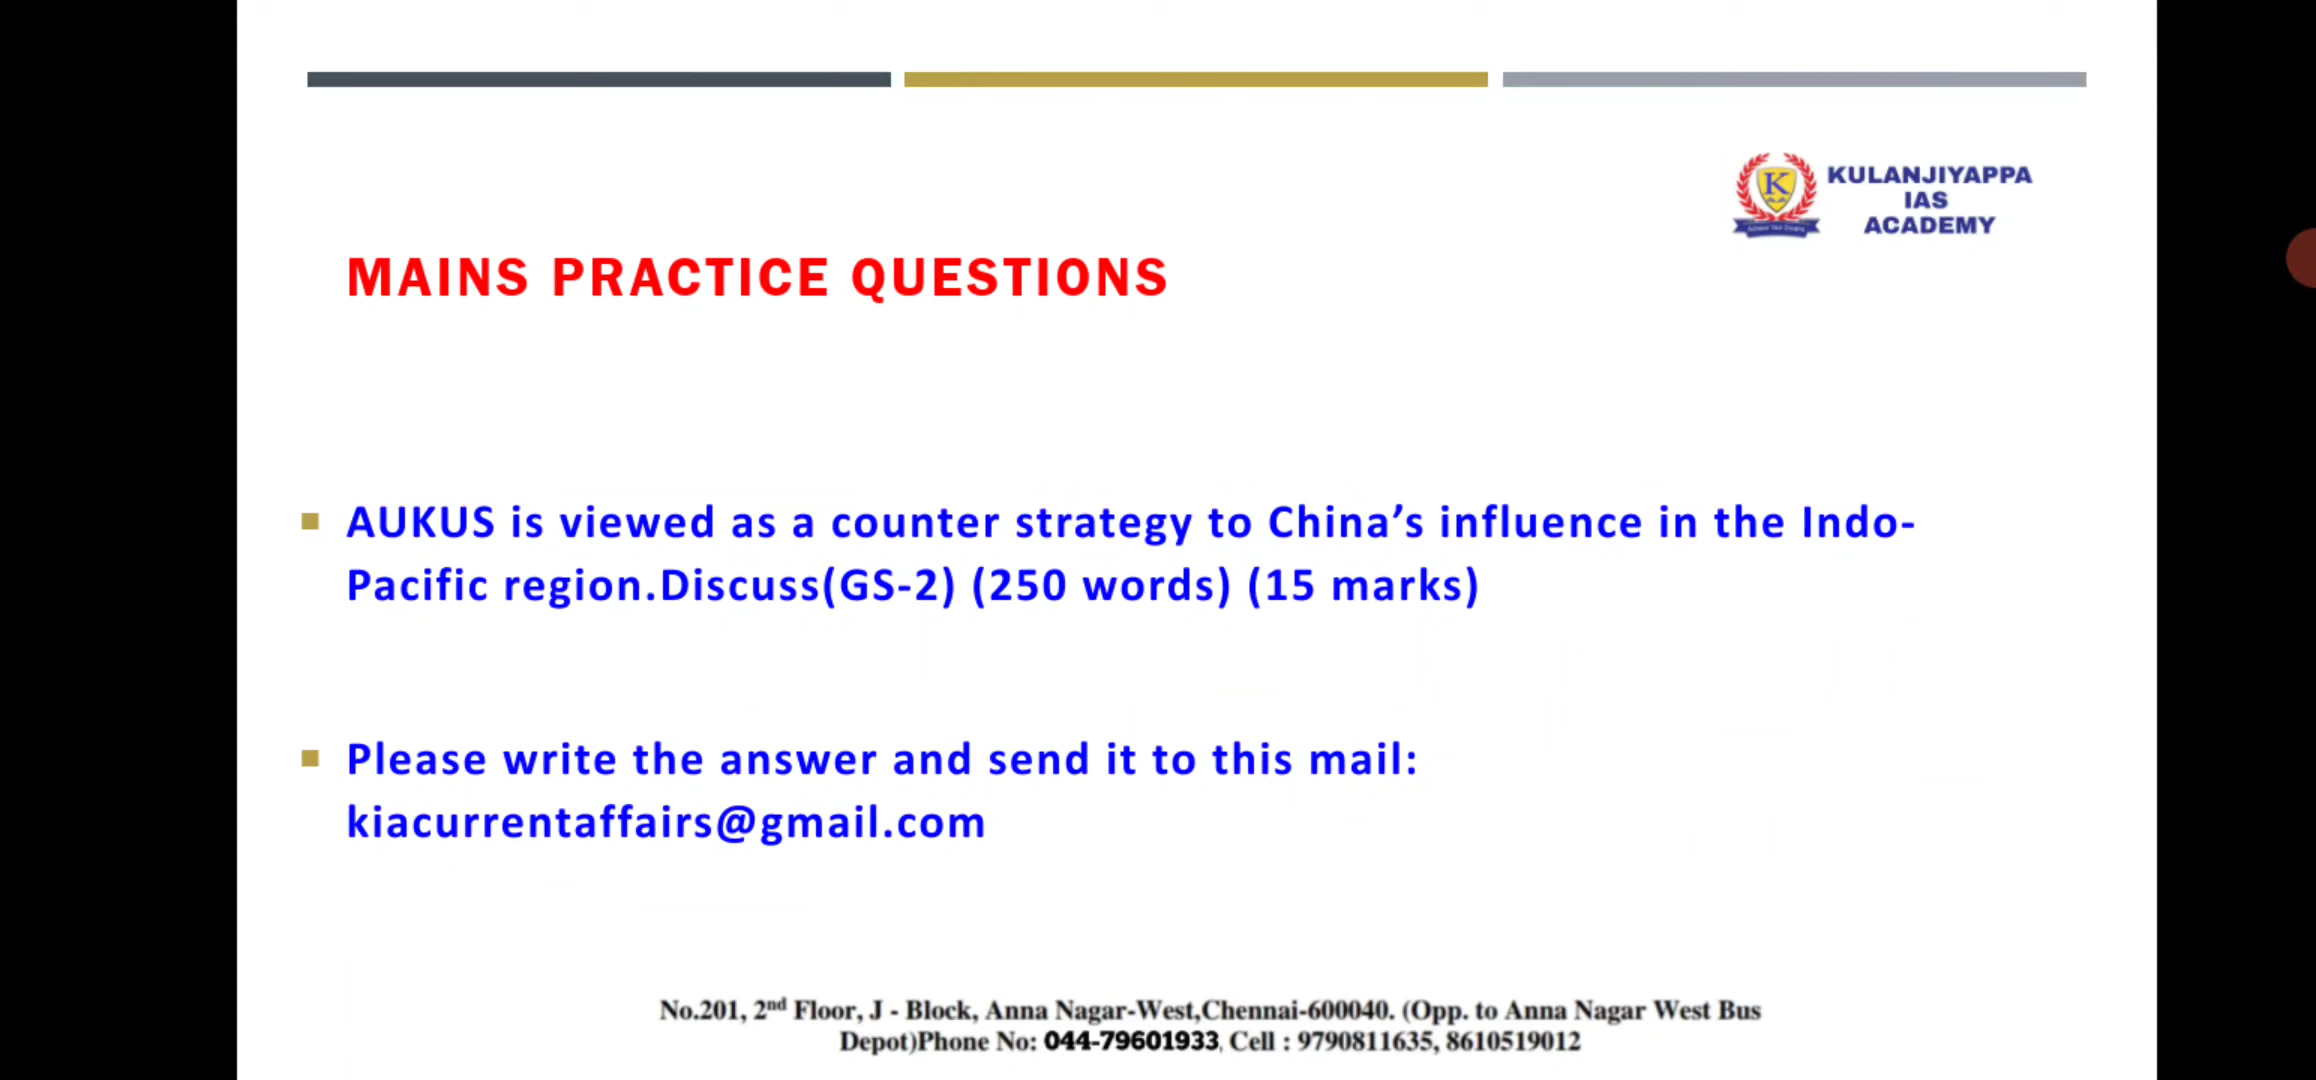 KULANJIYAPPA
IAS
ACADEMY
MAINS PRACTICE QUESTIONS
AUKUS is viewed as a counter strategy to China’s influence in the Indo-
Pacific region.Discuss(GS-2) (250 words) (15 marks)
Please write the answer and send it to this mail:
kiacurrentaffairs@gmail.com
No.201, 2nd Floor, J - Block, Anna Nagar-West,Chennai-600040. (Opp. to Anna Nagar West Bus
Depot)Phone No: 044-79601933, Cell : 9790811635, 8610519012